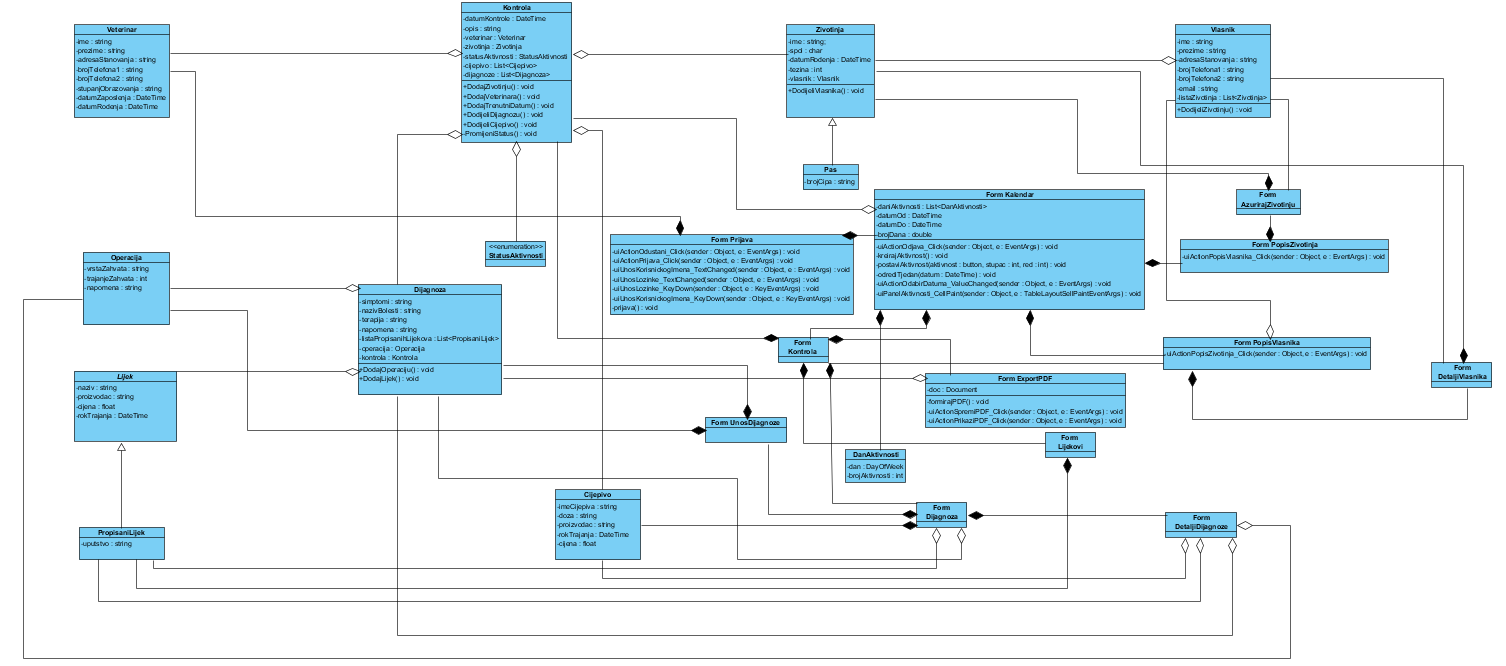 Kontrola
-datumKontrole : DateTime
-opis : string
-veterinar : Veterinar
-zivotinja : Zivotinja
-statusAktivnosti : StatusAktivnosti
-cijepivo : List<Cijepivo>
-dijagnoze : List<Dijagnoza>
+DodajZivotinju() : void
+DodajVeterinara() : void
+DodajTrenutniDatum() : void
+DodijeliDijagnozu() : void
+DodijeliCijepivo() : void
-PromijeniStatus() : void
Veterinar
-ime : string
-prezime : string
-adresaStanovanja : string
-brojTelefona1 : string
-brojTelefona2 : string
-stupanjObrazovanja : string
-datumZaposlenja : DateTime
-datumRođenja : DateTime
Zivotinja
-ime : string;
-spol : char
-datumRođenja : DateTime
-tezina : int
-vlasnik : Vlasnik
+DodijeliVlasnika() : void
Vlasnik
-ime : string
-prezime : string
-adresaStanovanja : string
-brojTelefona1 : string
-brojTelefona2 : string
-email : string
-listaZivotinja : List<Zivotinja>
+DodijeliZivotinju() : void
Pas
-brojCipa : string
Form Kalendar
-daniAktivnosti : List<DanAktivnosti>
-datumOd : DateTime
-datumDo : DateTime
-brojDana : double
-uiActionOdjava_Click(sender : Object, e : EventArgs) : void
-kreirajAktivnost() : void
-postaviAktivnost(aktivnost : button, stupac : int, red : int) : void
-odrediTjedan(datum : DateTime) : void
-uiActionOdabirDatuma_ValueChanged(sender : Object, e : EventArgs) : void
-uiPanelAktivnosti_CellPaint(sender : Object, e : TableLayoutSellPaintEventArgs) : void
Form
AzurirajZivotinju
Form Prijava
-uiActionOdustani_Click(sender : Object, e : EventArgs) : void
-uiActionPrijava_Click(sender : Object, e : EventArgs) : void
-uiUnosKorisnickogImena_TextChanged(sender : Object, e : EventArgs) : void
-uiUnosLozinke_TextChanged(sender : Object, e : EventArgs) : void
-uiUnosLozinke_KeyDown(sender : Object, e : KeyEventArgs) : void
-uiUnosKorisnickogImena_KeyDown(sender : Object, e : KeyEventArgs) : void
-prijava() : void
Form PopisZivotinja
-uiActionPopisVlasnika_Click(sender : Object, e : EventArgs) : void
<<enumeration>>
StatusAktivnosti
Operacija
-vrstaZahvata : string
-trajanjeZahvata : int
-napomena : string
Dijagnoza
-simptomi : string
-nazivBolesti : string
-terapija : string
-napomena : string
-listaPropisanihLijekova : List<PropisaniLijek>
-operacija : Operacija
-kontrola : Kontrola
+DodajOperaciju() : void
+DodajLijek() : void
Form
Kontrola
Form PopisVlasnika
-uiActionPopisZivotinja_Click(sender : Object, e : EventArgs) : void
Form
DetaljiVlasnika
Lijek
-naziv : string
-proizvodac : string
-cijena : float
-rokTrajanja : DateTime
Form ExportPDF
-doc : Document
-formirajPDF() : void
-uiActionSpremiPDF_Click(sender : Object, e : EventArgs) : void
-uiActionPrikaziPDF_Click(sender : Object, e : EventArgs) : void
Form UnosDijagnoze
Form
Lijekovi
DanAktivnosti
-dan : DayOfWeek
-brojAktivnosti : int
Cijepivo
-imeCijepiva : string
-doza : string
-proizvodac : string
-rokTrajanja : DateTime
-cijena : float
Form
Dijagnoza
Form
DetaljiDijagnoze
PropisaniLijek
-uputstvo : string